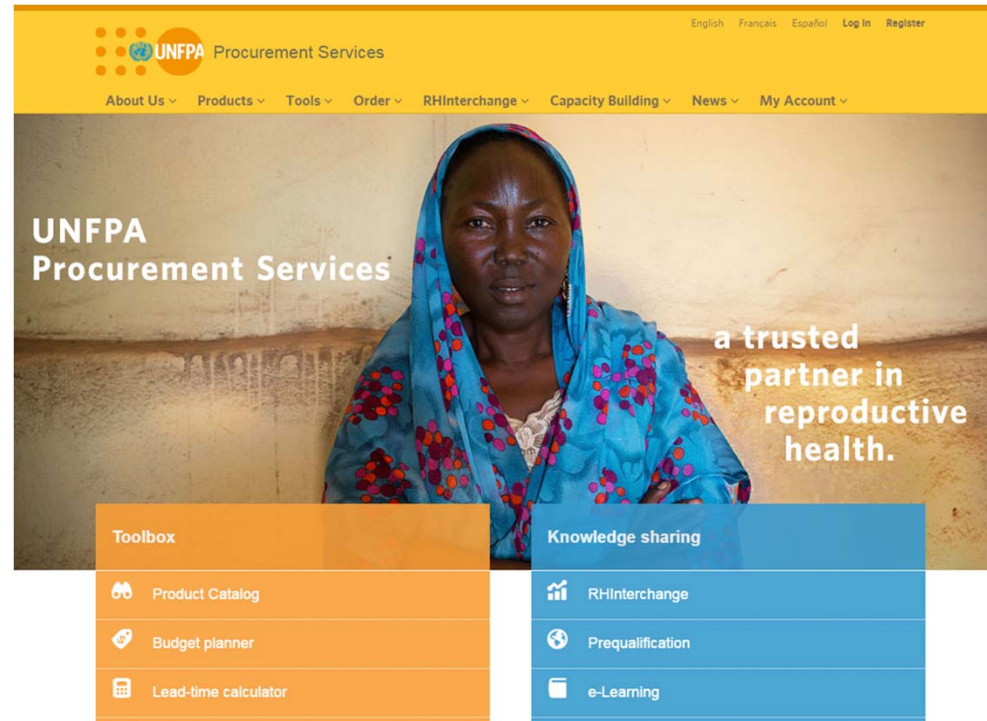 English Français Español Log In Register
UNFPA Procurement Services
About Us Products Tools Order RHInterchange Capacity Building News My Account
UNFPA
Procurement Services
a trusted
partner in
reproductive
health.
Toolbox
Product Catalog
Budget planner
Lead-time calculator
Knowledge sharing
RHInterchange
Prequalification
e-Learning